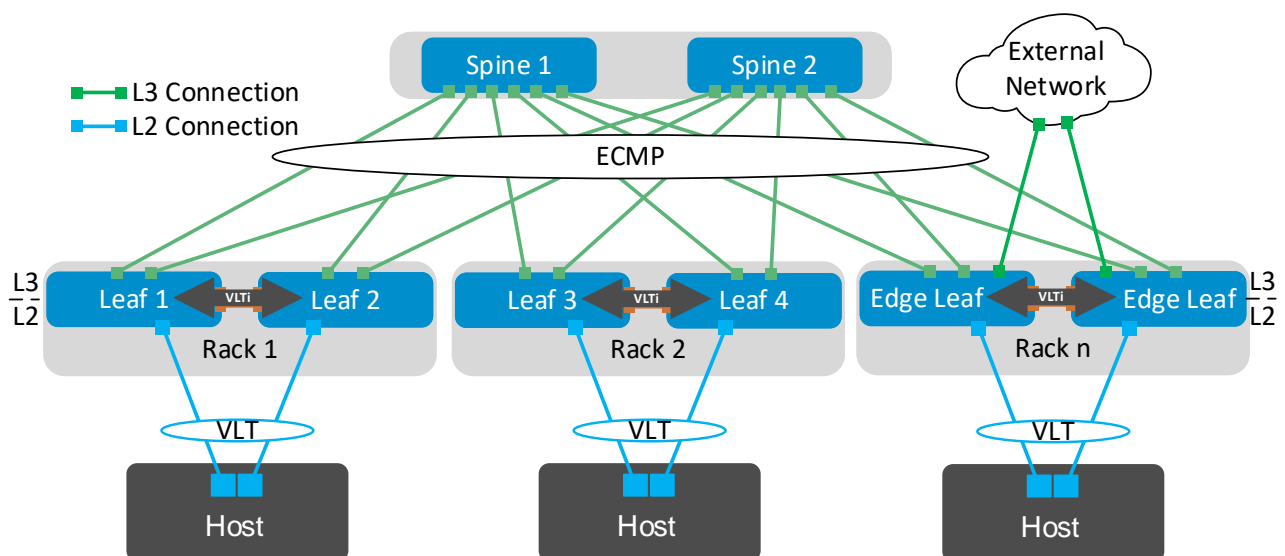 Spine 1
Spine 2
External
Network
L3 Connection
L2 Connection
ECMP
L3
L2
Leaf 1
VLTi
Leaf 2
Rack 1
Leaf 3
VLTi
Leaf 4
Rack 2
Edge Leaf
VLTi
Edge Leaf
Rack n
L3
L2
VLT
VLT
VLT
Host
Host
Host